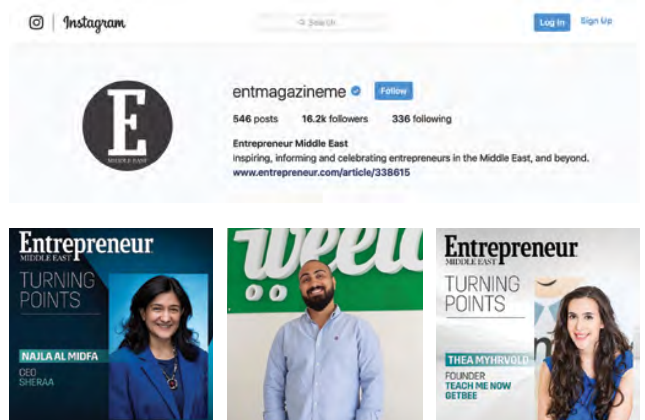 Instagram
Search
Log In
Sign Up
entmagazineme
Follow
546 posts 16.2k followers 336 following
Entrepreneur Middle East
Inspiring, informing and celebrating entrepreneurs in the Middle East, and beyond.
www.entrepreneur.com/article/338615
E
MIDDLE EAST
Entrepreneur
MIDDLE EAST
TURNING
POINTS
NAJLA AL MIDFA
CEO
SHERAA
Entrepreneur
MIDDLE EAST
TURNING
POINTS
THEA MYHRVOLD
FOUNDER
TEACH ME NOW
GETBEE